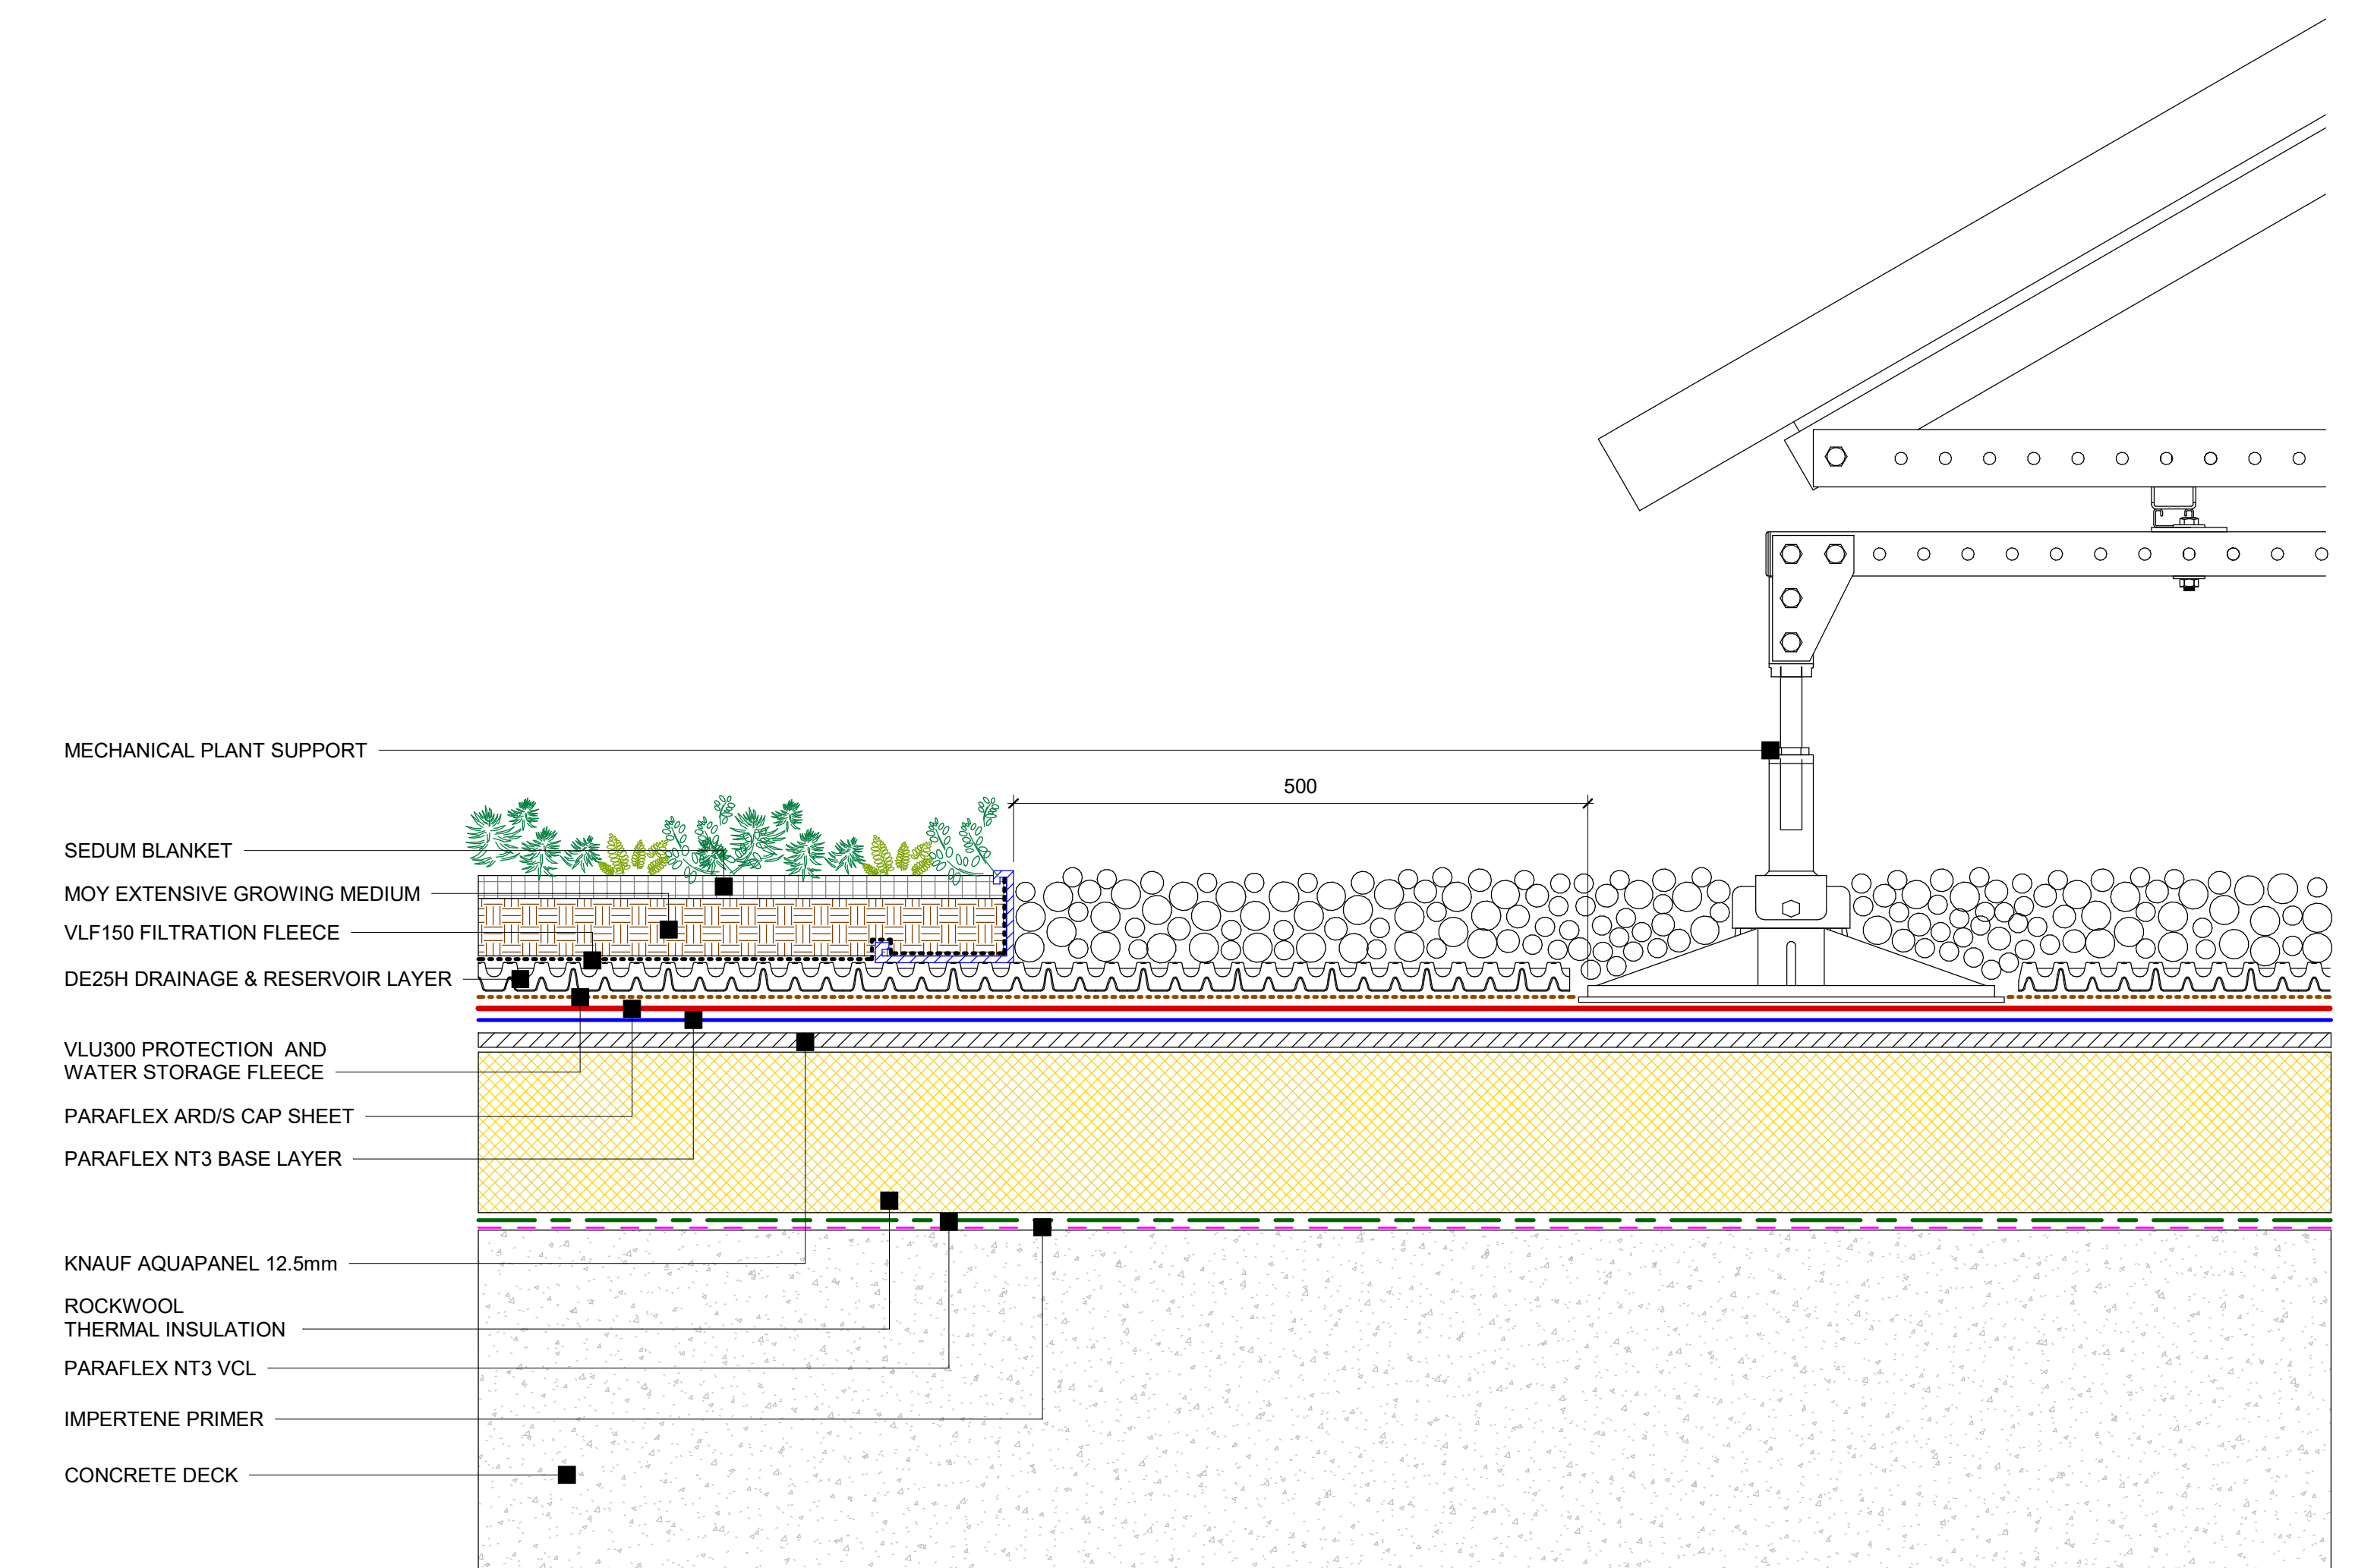 MECHANICAL PLANT SUPPORT
500
SEDUM BLANKET
MOY EXTENSIVE GROWING MEDIUM
VLF150 FILTRATION FLEECE
DE25H DRAINAGE & RESERVOIR LAYER
VLU300 PROTECTION AND
WATER STORAGE FLEECE
PARAFLEX ARD/S CAP SHEET
PARAFLEX NT3 BASE LAYER
KNAUF AQUAPANEL 12.5mm
ROCKWOOL
THERMAL INSULATION
PARAFLEX NT3 VCL
IMPERTENE PRIMER
CONCRETE DECK